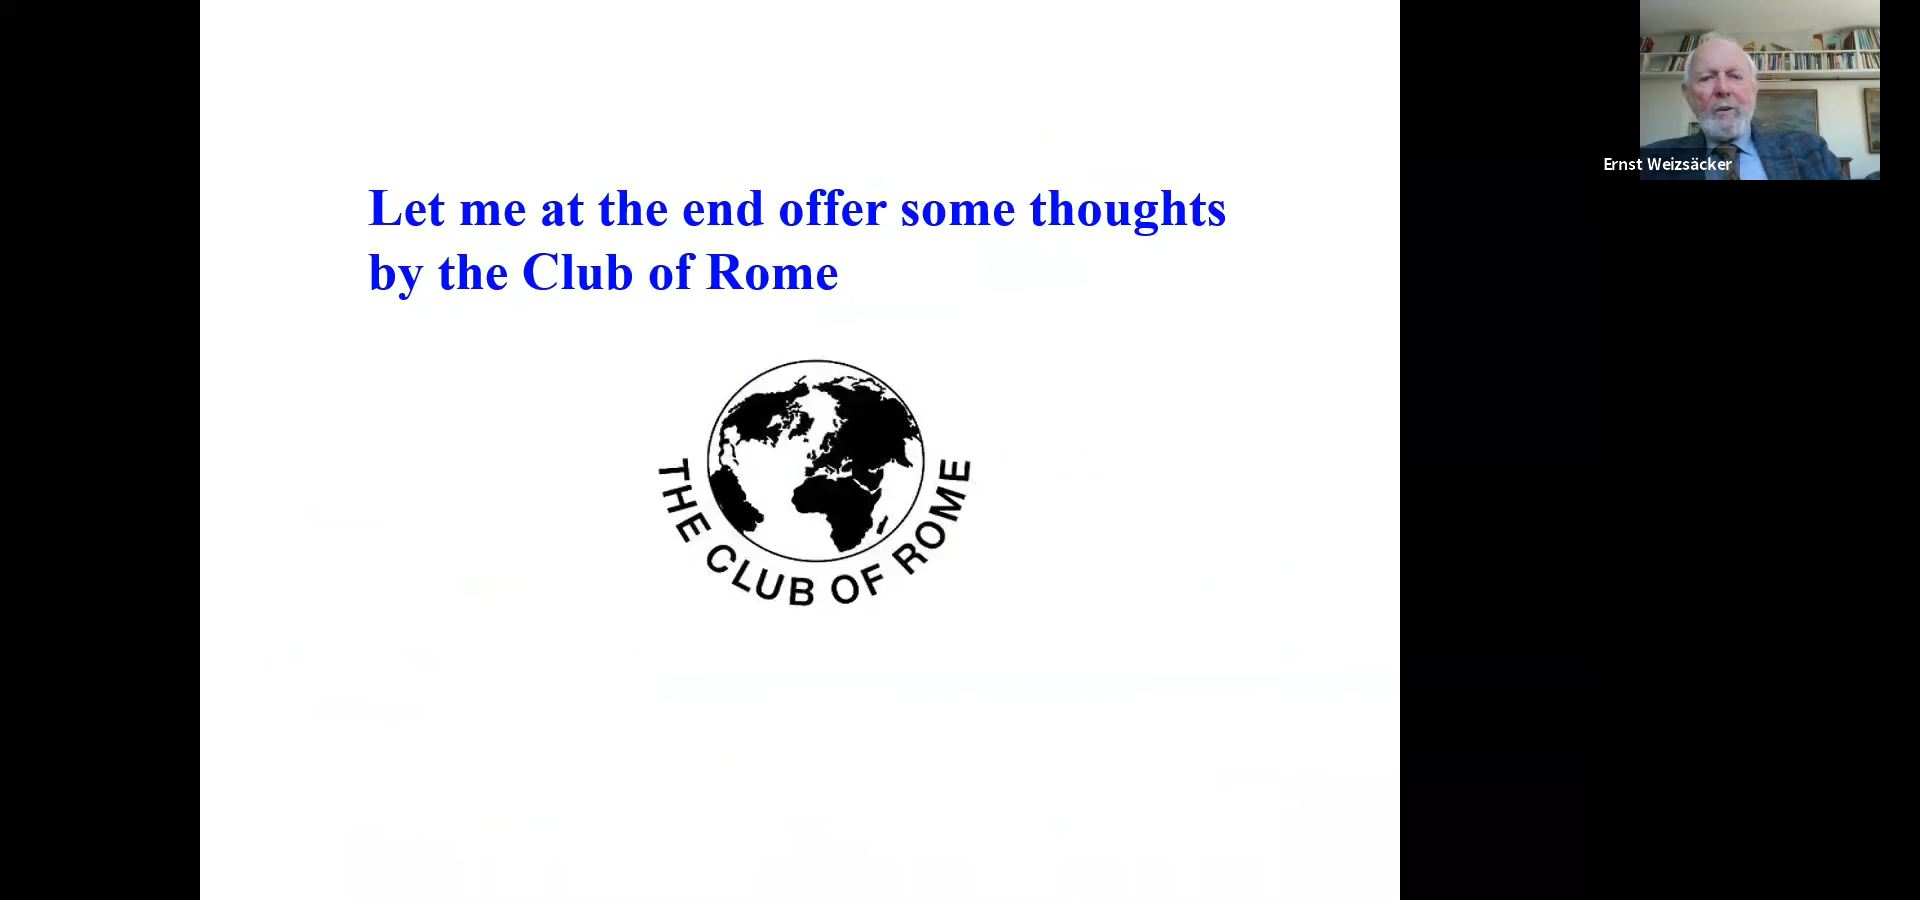 Let me at the end offer some thoughts
by the Club of Rome
THE CLUB OF ROME
Ernst Weizsäcker